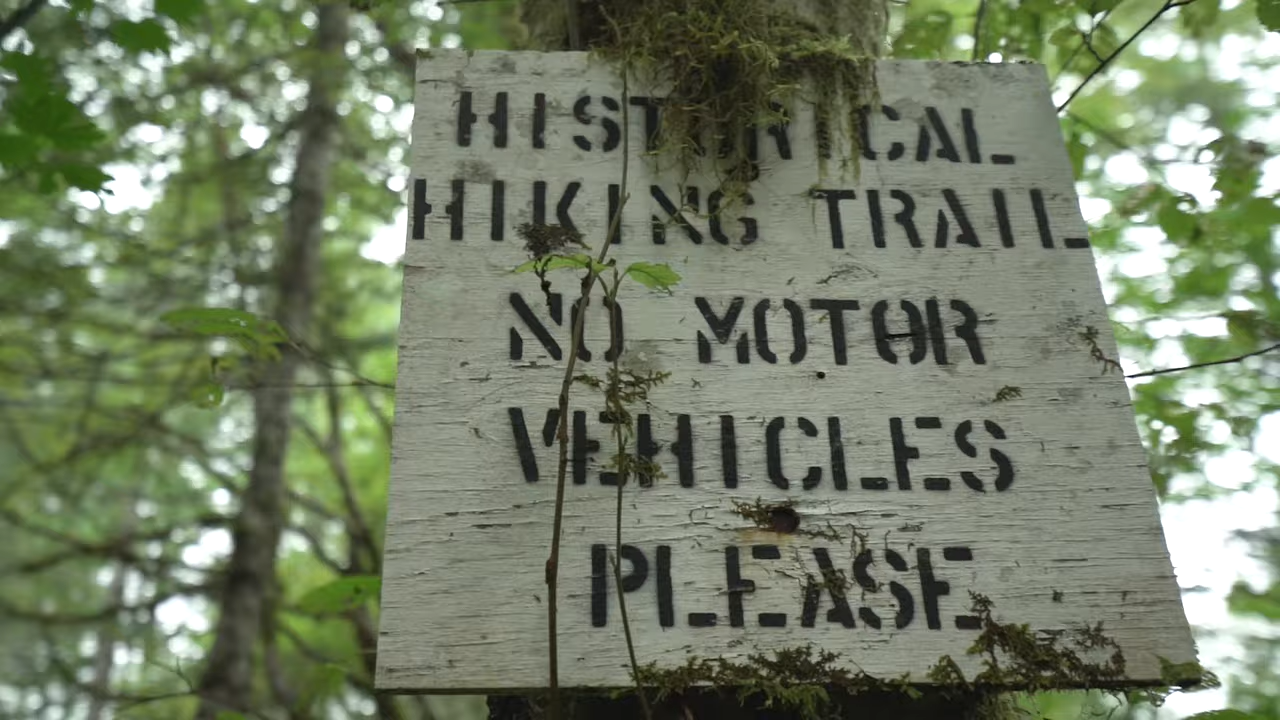 HISTORICAL
HIKING TRAIL
NO MOTOR
VEHICLES
PLEASE